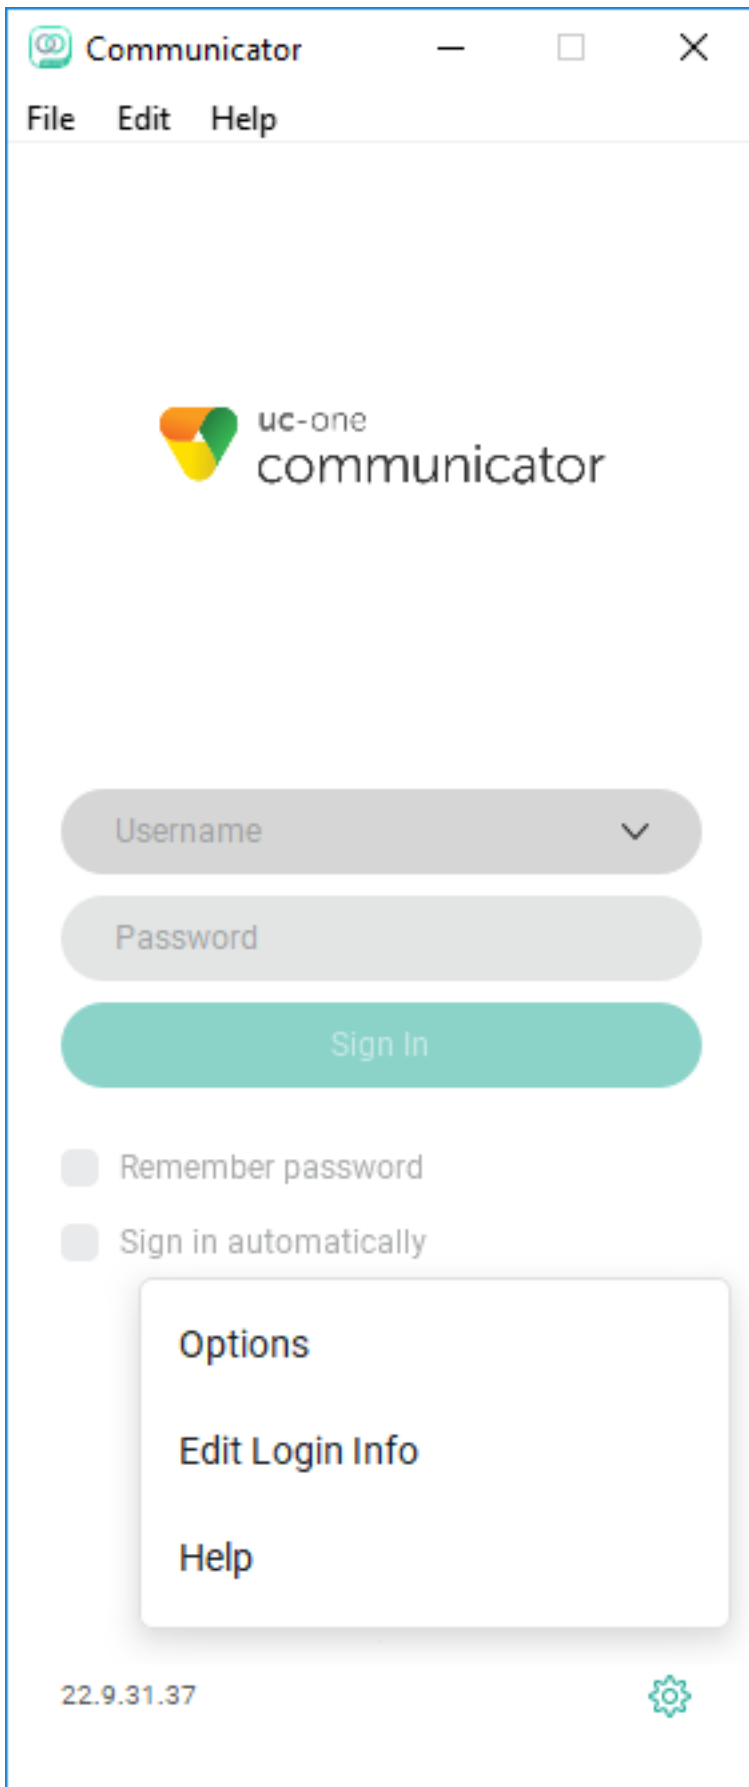 Communicator
File Edit Help
uc-one
communicator
Username
Password
Sign In
Remember password
Sign in automatically
Options
Edit Login Info
Help
22.9.31.37